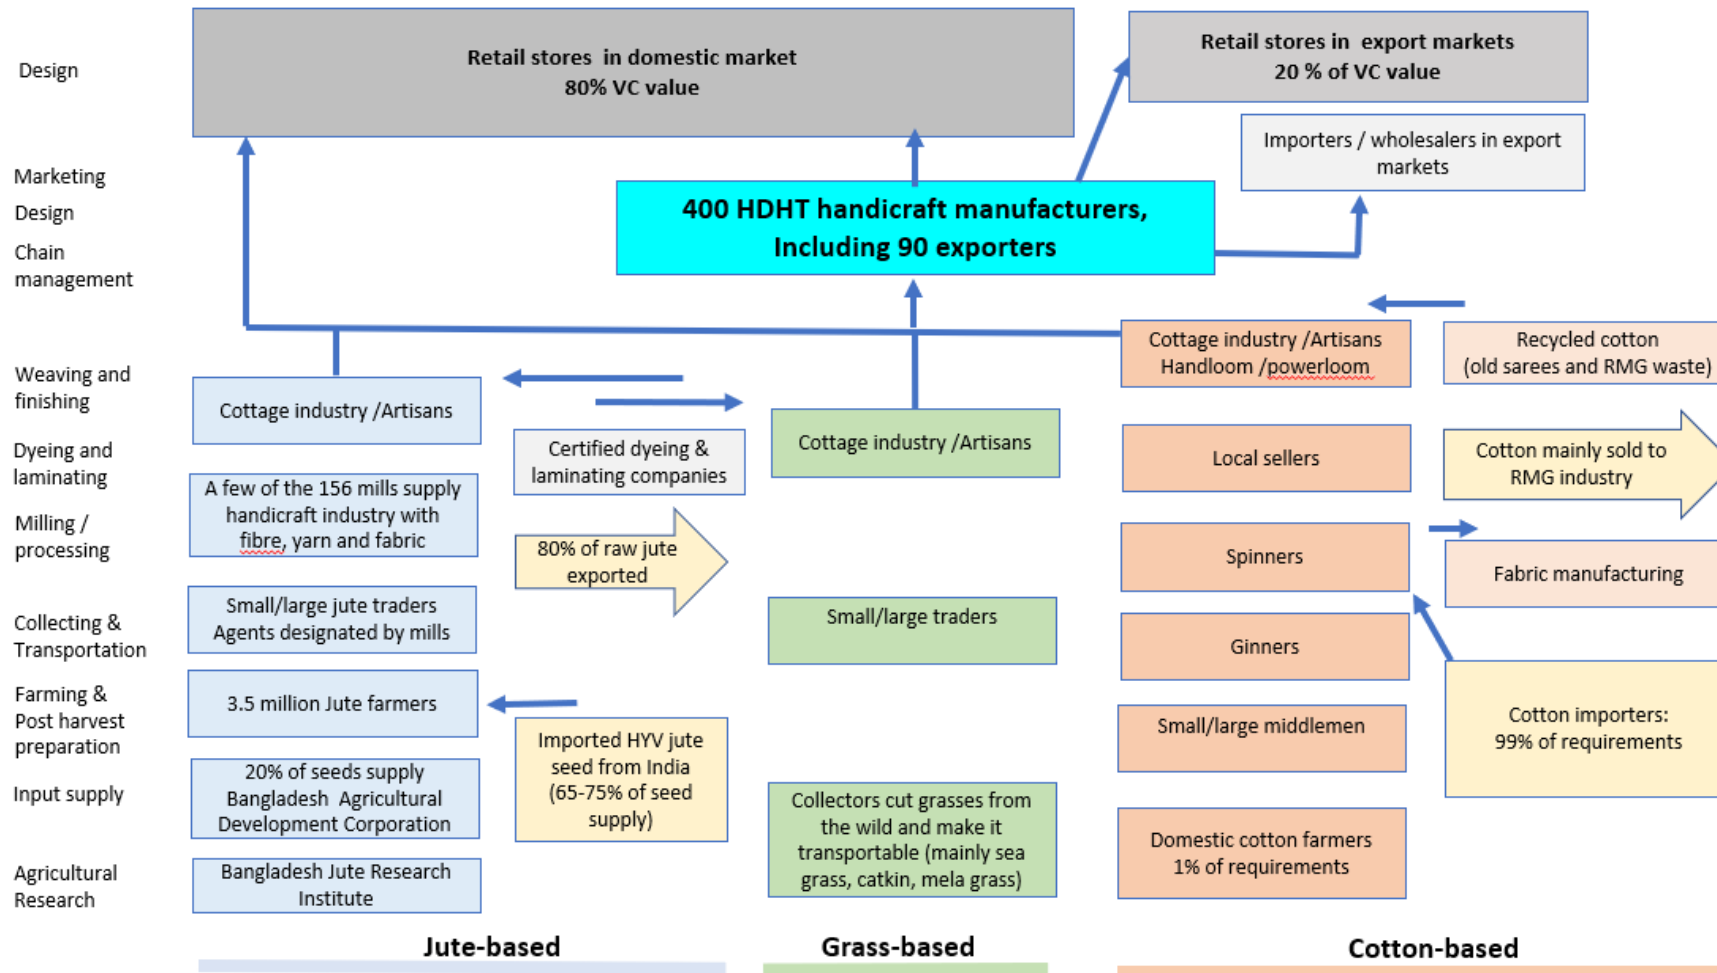 Design
Marketing
Design
Chain
management
Weaving and
finishing
Dyeing and
laminating
Milling /
processing
Collecting &
Transportation
Farming &
Post harvest
preparation
Input supply
Agricultural
Research
Retail stores in domestic market
80% VC value
Retail stores in export markets
20 % of VC value
Importers / wholesalers in export
markets
400 HDHT handicraft manufacturers,
Including 90 exporters
Cottage industry /Artisans
A few of the 156 mills supply
handicraft industry with
fibre, yarn and fabric
Small/large jute traders
Agents designated by mills
3.5 million Jute farmers
20% of seeds supply
Bangladesh Agricultural
Development Corporation
Bangladesh Jute Research
Institute
Certified dyeing &
laminating companies
80% of raw jute
exported
Imported HYV jute
seed from India
(65-75% of seed
supply)
Cottage industry /Artisans
Small/large traders
Collectors cut grasses from
the wild and make it
transportable (mainly sea
grass, catkin, mela grass)
Cottage industry /Artisans
Handloom /powerloom
Local sellers
Spinners
Ginners
Small/large middlemen
Domestic cotton farmers
1% of requirements
Recycled cotton
(old sarees and RMG waste)
Cotton mainly sold to
RMG industry
Fabric manufacturing
Cotton importers:
99% of requirements
Jute-based
Grass-based
Cotton-based